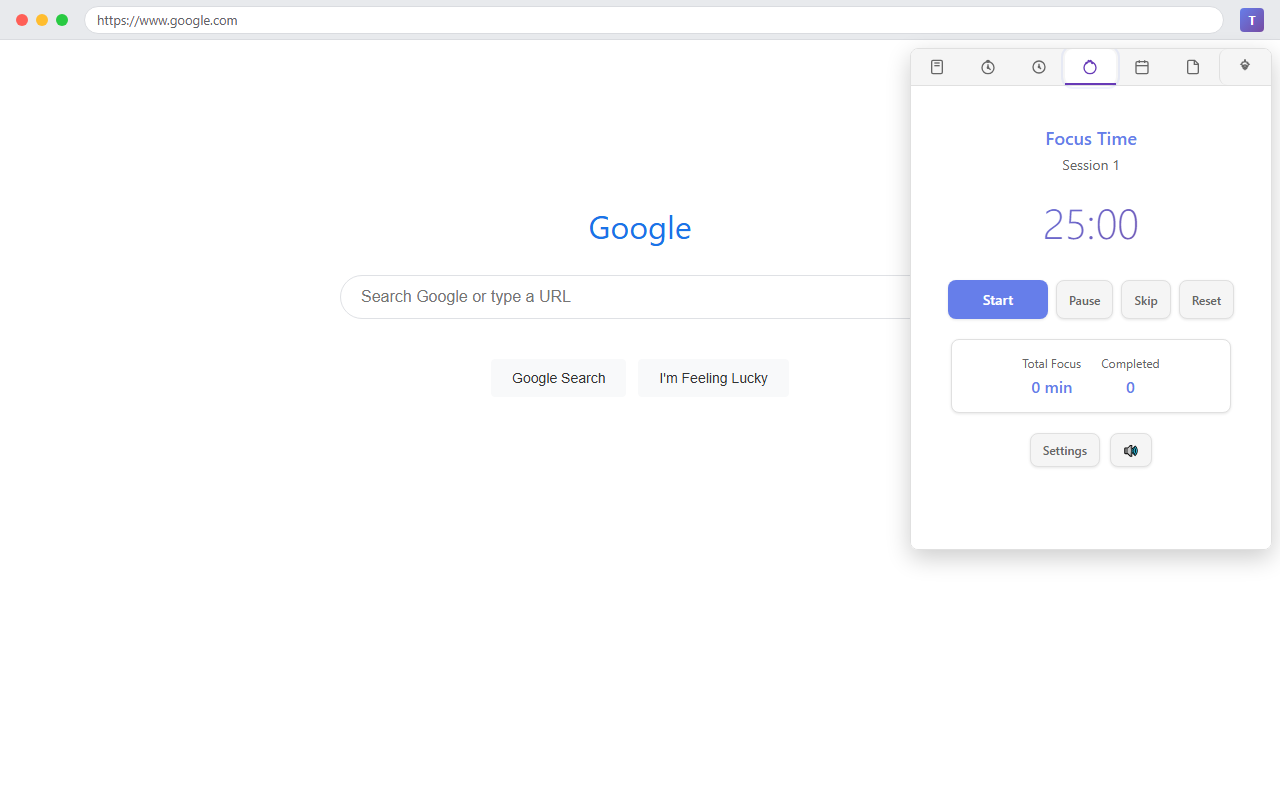 https://www.google.com
T
Google
Search Google or type a URL
Google Search
I'm Feeling Lucky
Focus Time
Session 1
25:00
Start
Pause
Skip
Reset
Total Focus
Completed
0 min
0
Settings